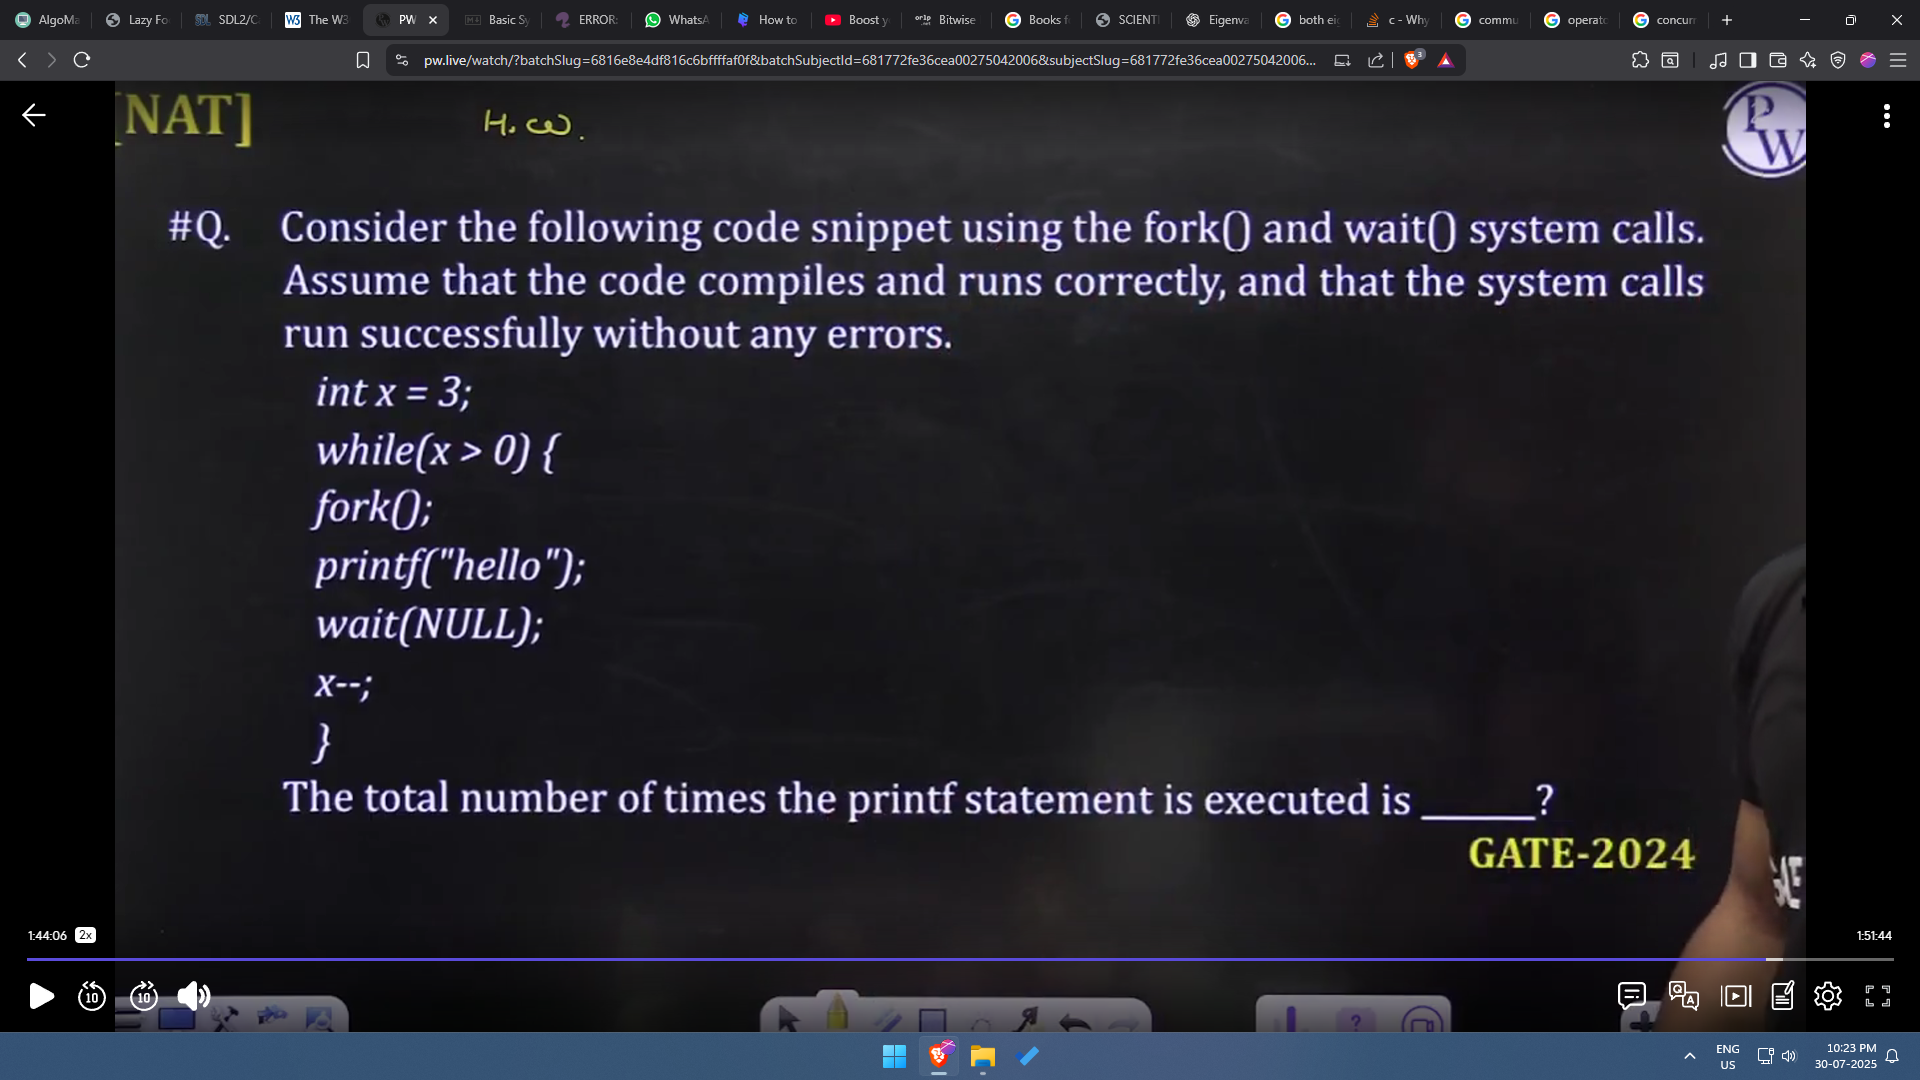 AlgoMa
Lazy Fo
SDL2/C
The W3
PW
Basic Sy
ERROR:
WhatsA
How to
Boost y
Bitwise
Books f
SCIENTI
Eigenva
both eig
c - Why
commu
operato
concurr
pw.live/watch/?batchSlug=6816e8e4df816c6bffffaf0f&batchSubjectId=681772fe36cea00275042006&subjectSlug=681772fe36cea00275042006...
3
[NAT]
H.W.
PW
#Q. Consider the following code snippet using the fork() and wait() system calls.
Assume that the code compiles and runs correctly, and that the system calls
run successfully without any errors.
int x = 3;
while(x > 0) {
fork();
printf("hello");
wait(NULL);
x--;
}
The total number of times the printf statement is executed is ______?
GATE-2024
1:44:06 2x
1:51:44
10
10
ENG
US
10:23 PM
30-07-2025